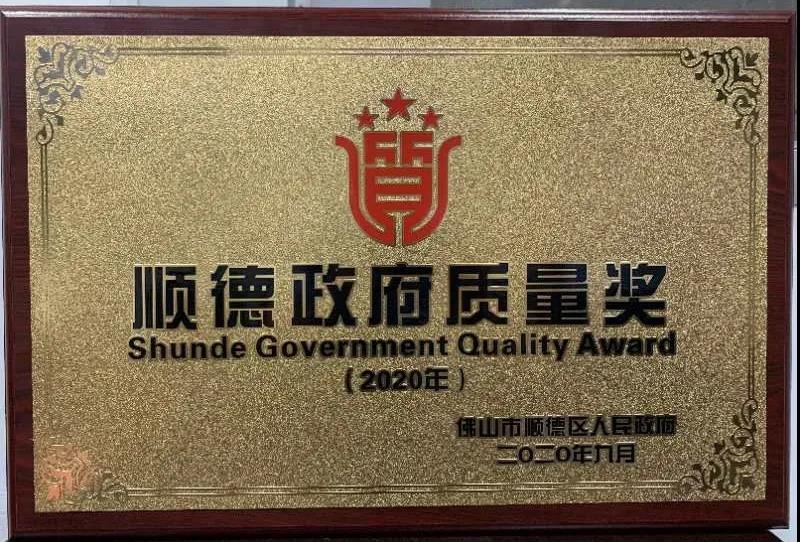 質
顺德政府质量奖
Shunde Government Quality Award
（2020年）
佛山市顺德区人民政府
二〇二〇年九月